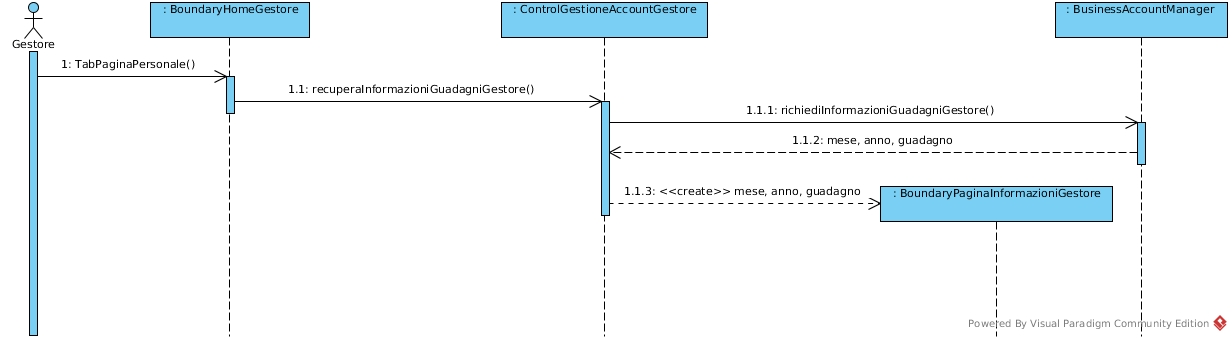 : BoundaryHomeGestore
: ControlGestioneAccountGestore
: BusinessAccountManager
Gestore
1: TabPaginaPersonale()
1.1: recuperaInformazioniGuadagniGestore()
1.1.1: richiediInformazioniGuadagniGestore()
1.1.2: mese, anno, guadagno
1.1.3: <<create>> mese, anno, guadagno
: BoundaryPaginaInformazioniGestore
Powered By Visual Paradigm Community Edition